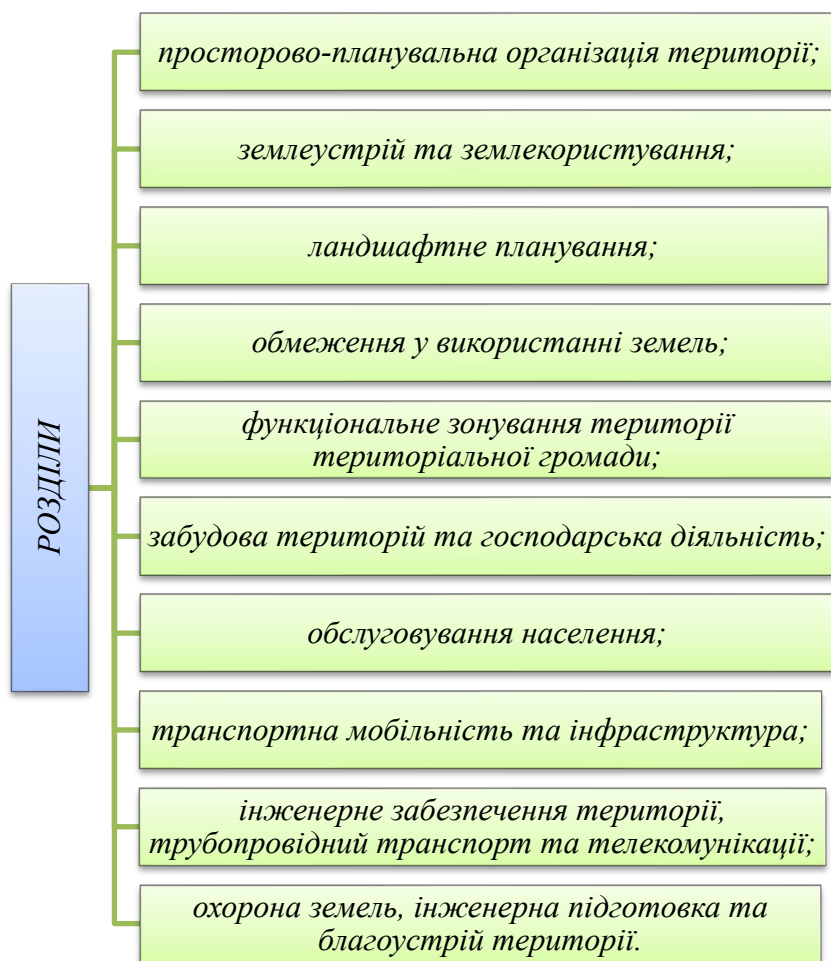 РОЗДІЛИ
просторово-планувальна організація території;
землеустрій та землекористування;
ландшафтне планування;
обмеження у використанні земель;
функціональне зонування території
територіальної громади;
забудова територій та господарська діяльність;
обслуговування населення;
транспортна мобільність та інфраструктура;
інженерне забезпечення території,
трубопровідний транспорт та телекомунікації;
охорона земель, інженерна підготовка та
благоустрій території.